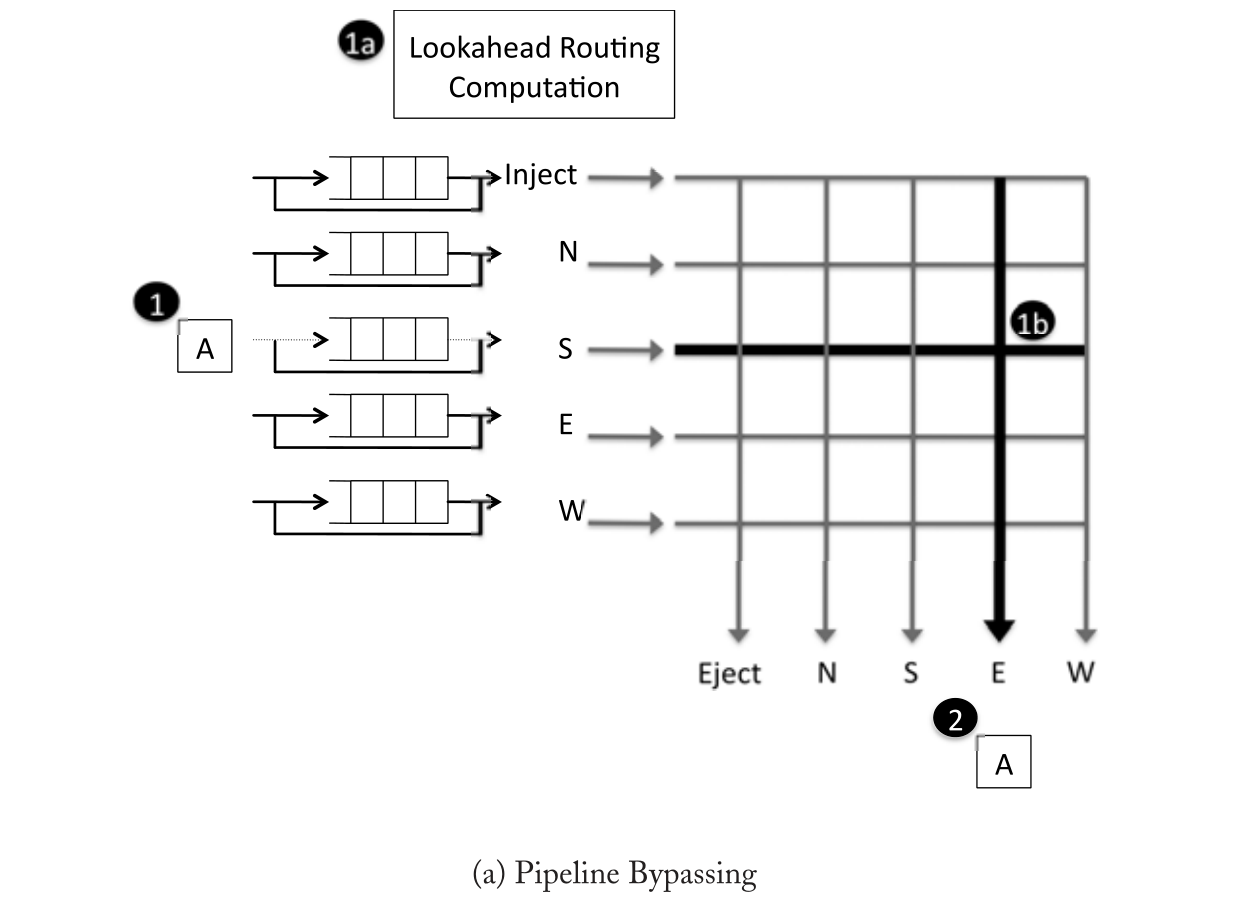 1a
Lookahead Routing
Computation
Inject
N
1
A
S
1b
E
W
Eject N S E W
2
A
(a) Pipeline Bypassing